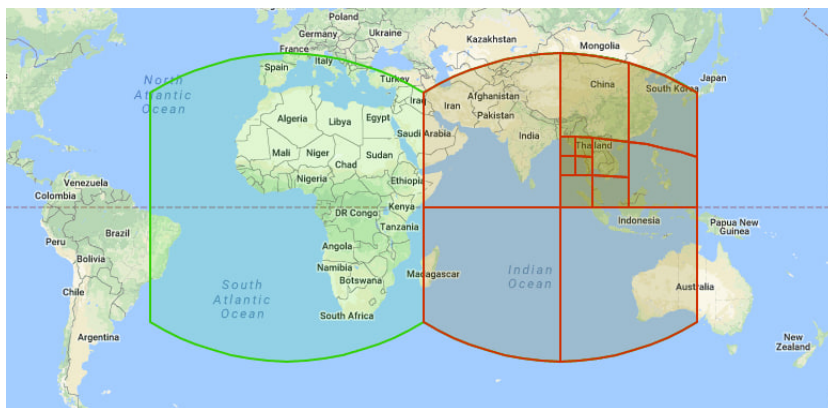 Poland
Germany
Ukraine
France
Kazakhstan
Mongolia
Spain
Italy
Turkey
North
Atlantic
Ocean
China
Japan
South Korea
Iraq
Iran
Afghanistan
Pakistan
Algeria
Libya
Egypt
Saudi Arabia
India
Thailand
Mali
Niger
Chad
Sudan
Nigeria
Ethiopia
Venezuela
Colombia
DR Congo
Kenya
Tanzania
Indonesia
Papua New
Guinea
Peru
Brazil
Bolivia
Angola
Namibia
Botswana
Madagascar
South
Atlantic
Ocean
Indian
Ocean
Australia
Chile
South Africa
Argentina
New
Zealand